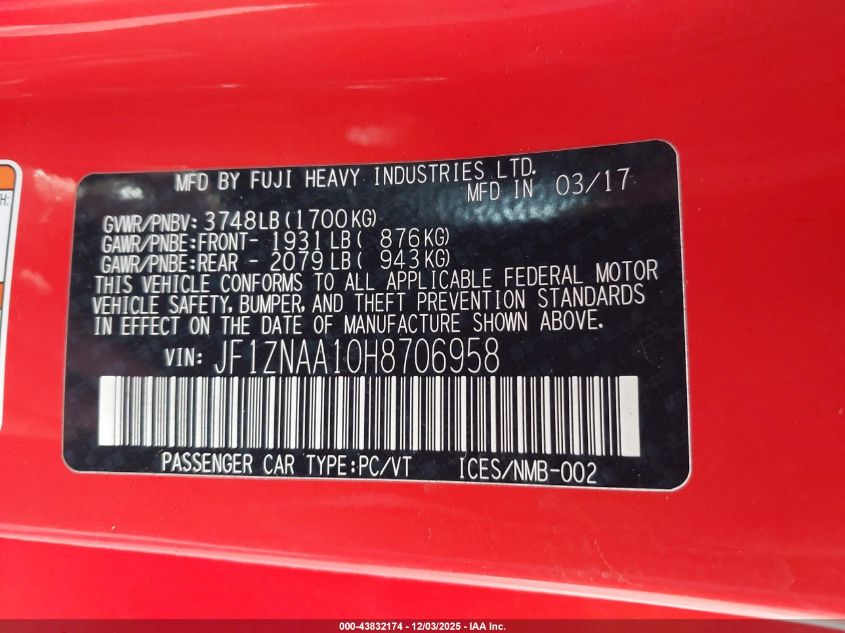 MFD BY FUJI HEAVY INDUSTRIES LTD.
MFD IN 03/17
GVWR/PNBV: 3748LB(1700KG)
GAWR/PNBE:FRONT- 1931LB( 876KG)
GAWR/PNBE:REAR - 2079LB( 943KG)
THIS VEHICLE CONFORMS TO ALL APPLICABLE FEDERAL MOTOR
VEHICLE SAFETY, BUMPER, AND THEFT PREVENTION STANDARDS
IN EFFECT ON THE DATE OF MANUFACTURE SHOWN ABOVE.
VIN: JF1ZNAA10H8706958
PASSENGER CAR TYPE:PC/VT ICES/NMB-002
000-43832174 - 12/03/2025 - IAA Inc.